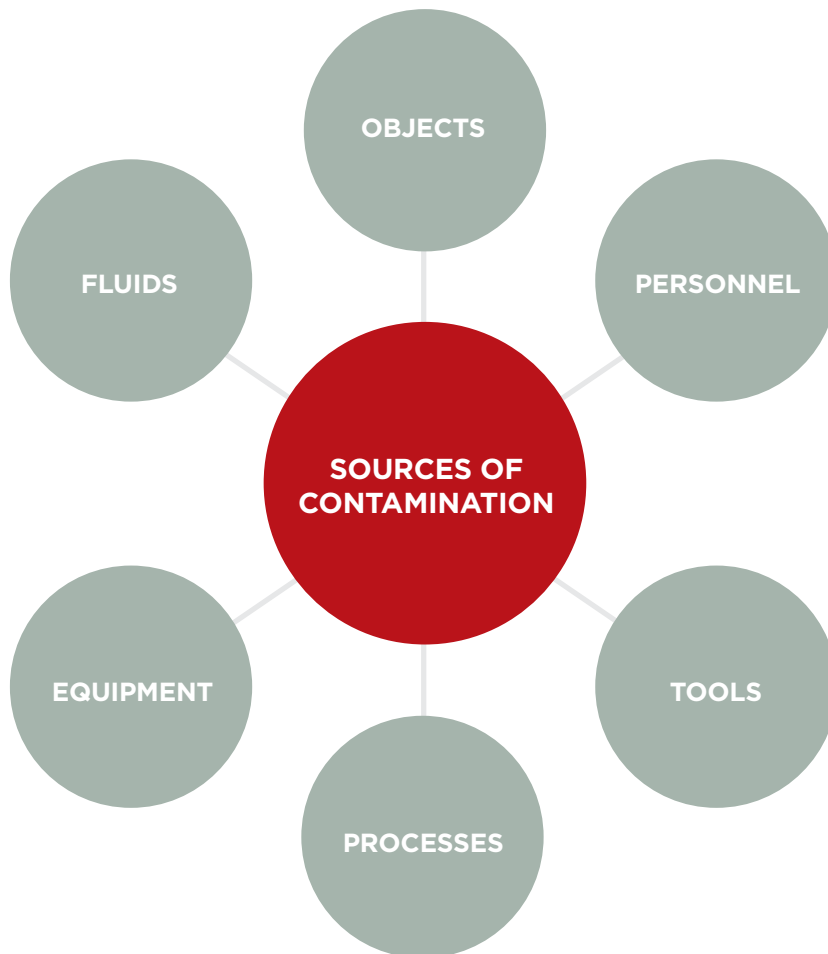 OBJECTS
FLUIDS
PERSONNEL
SOURCES OF
CONTAMINATION
EQUIPMENT
TOOLS
PROCESSES